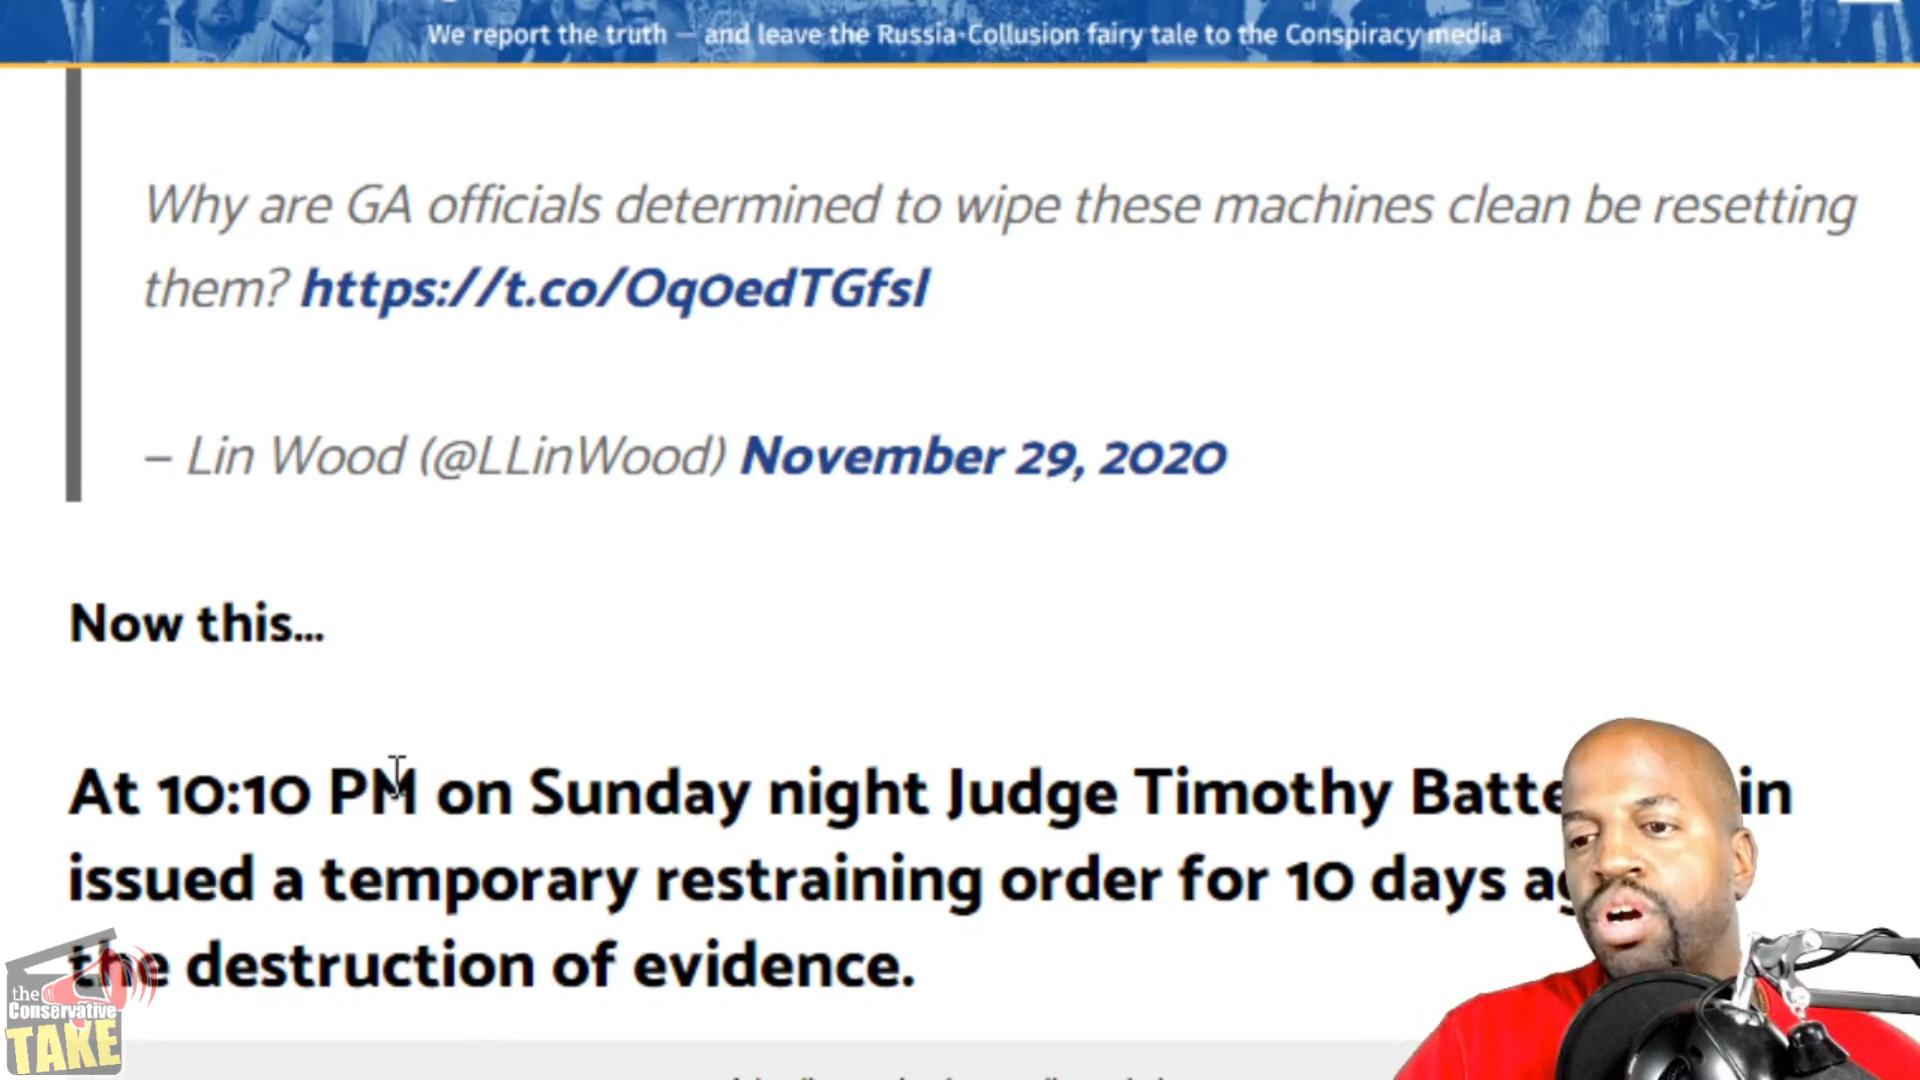 We report the truth — and leave the Russia-Collusion fairy tale to the Conspiracy media
Why are GA officials determined to wipe these machines clean be resetting
them? https://t.co/Oq0edTGfsI
– Lin Wood (@LLinWood) November 29, 2020
Now this…
At 10:10 PM on Sunday night Judge Timothy Batte in
issued a temporary restraining order for 10 days
the destruction of evidence.
the
Conservative
TAKE